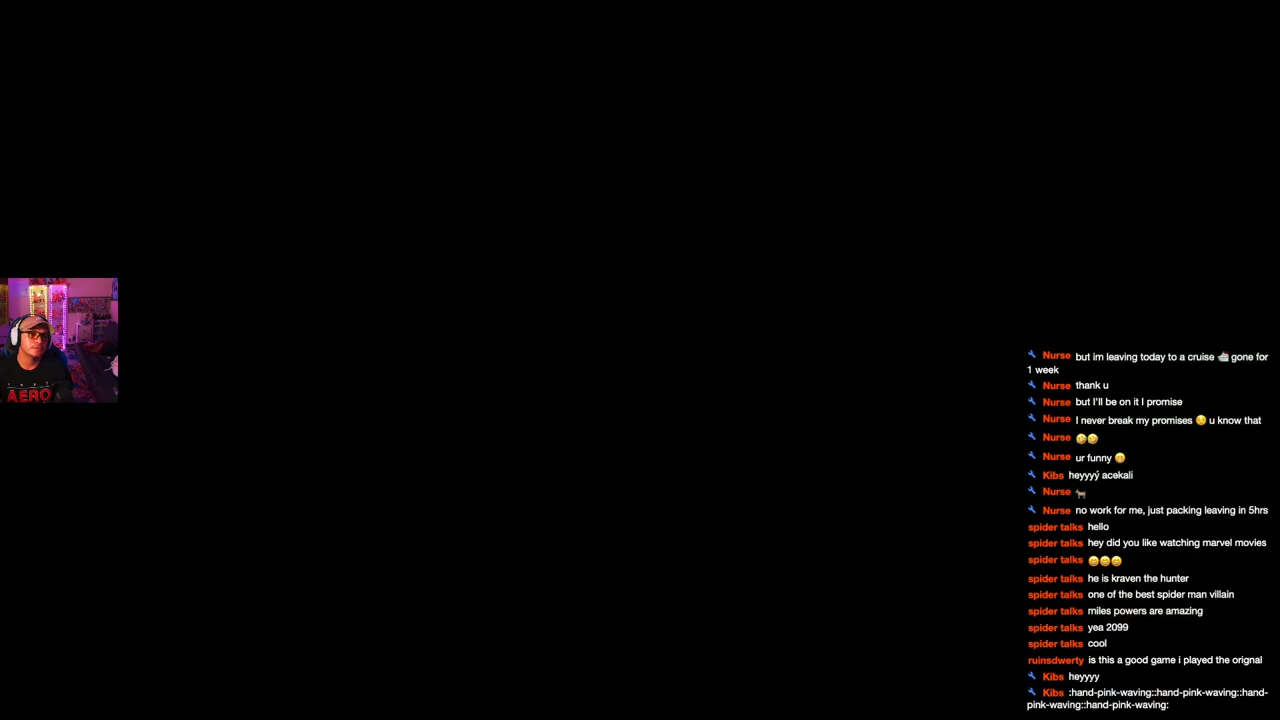 Nurse but im leaving today to a cruise 🛳️ gone for
1 week
Nurse thank u
Nurse but I'll be on it I promise
Nurse I never break my promises ☺️ u know that
Nurse 🤣🤣
Nurse ur funny 🤭
Kibs heyyyý acekali
Nurse 🐐
Nurse no work for me, just packing leaving in 5hrs
spider talks hello
spider talks hey did you like watching marvel movies
spider talks 😁😁😁
spider talks he is kraven the hunter
spider talks one of the best spider man villain
spider talks miles powers are amazing
spider talks yea 2099
spider talks cool
ruinsdwerty is this a good game i played the orignal
Kibs heyyyy
Kibs :hand-pink-waving::hand-pink-waving::hand-
pink-waving::hand-pink-waving:
AERO